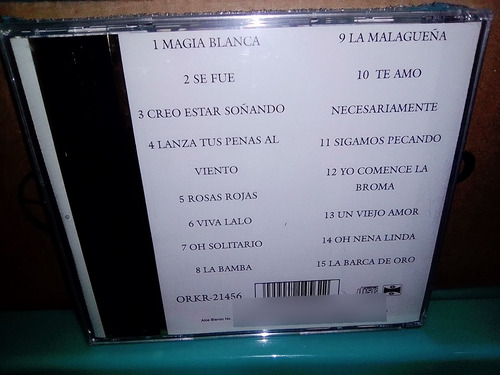 1 MAGIA BLANCA
2 SE FUE
3 CREO ESTAR SOÑANDO
4 LANZA TUS PENAS AL
VIENTO
5 ROSAS ROJAS
6 VIVA LALO
7 OH SOLITARIO
8 LA BAMBA
ORKR-21456
9 LA MALAGUEÑA
10 TE AMO
NECESARIAMENTE
11 SIGAMOS PECANDO
12 YO COMENCE LA
BROMA
13 UN VIEJO AMOR
14 OH NENA LINDA
15 LA BARCA DE ORO